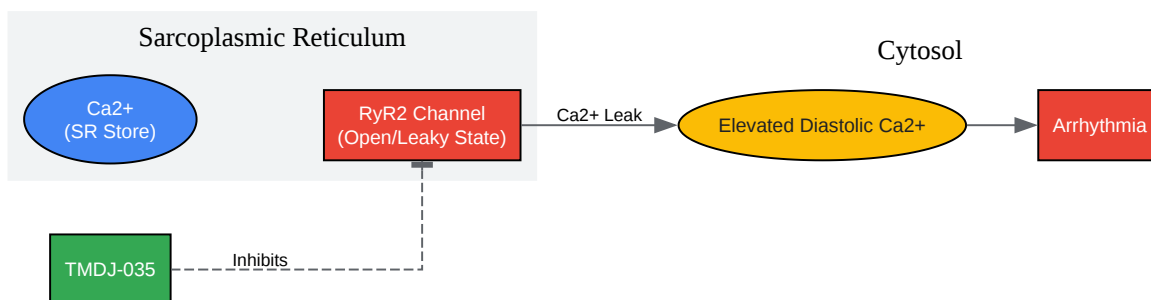 Sarcoplasmic Reticulum
Cytosol
Ca2+
(SR Store)
RyR2 Channel
(Open/Leaky State)
Ca2+ Leak
Elevated Diastolic Ca2+
Arrhythmia
TMDJ-035
Inhibits